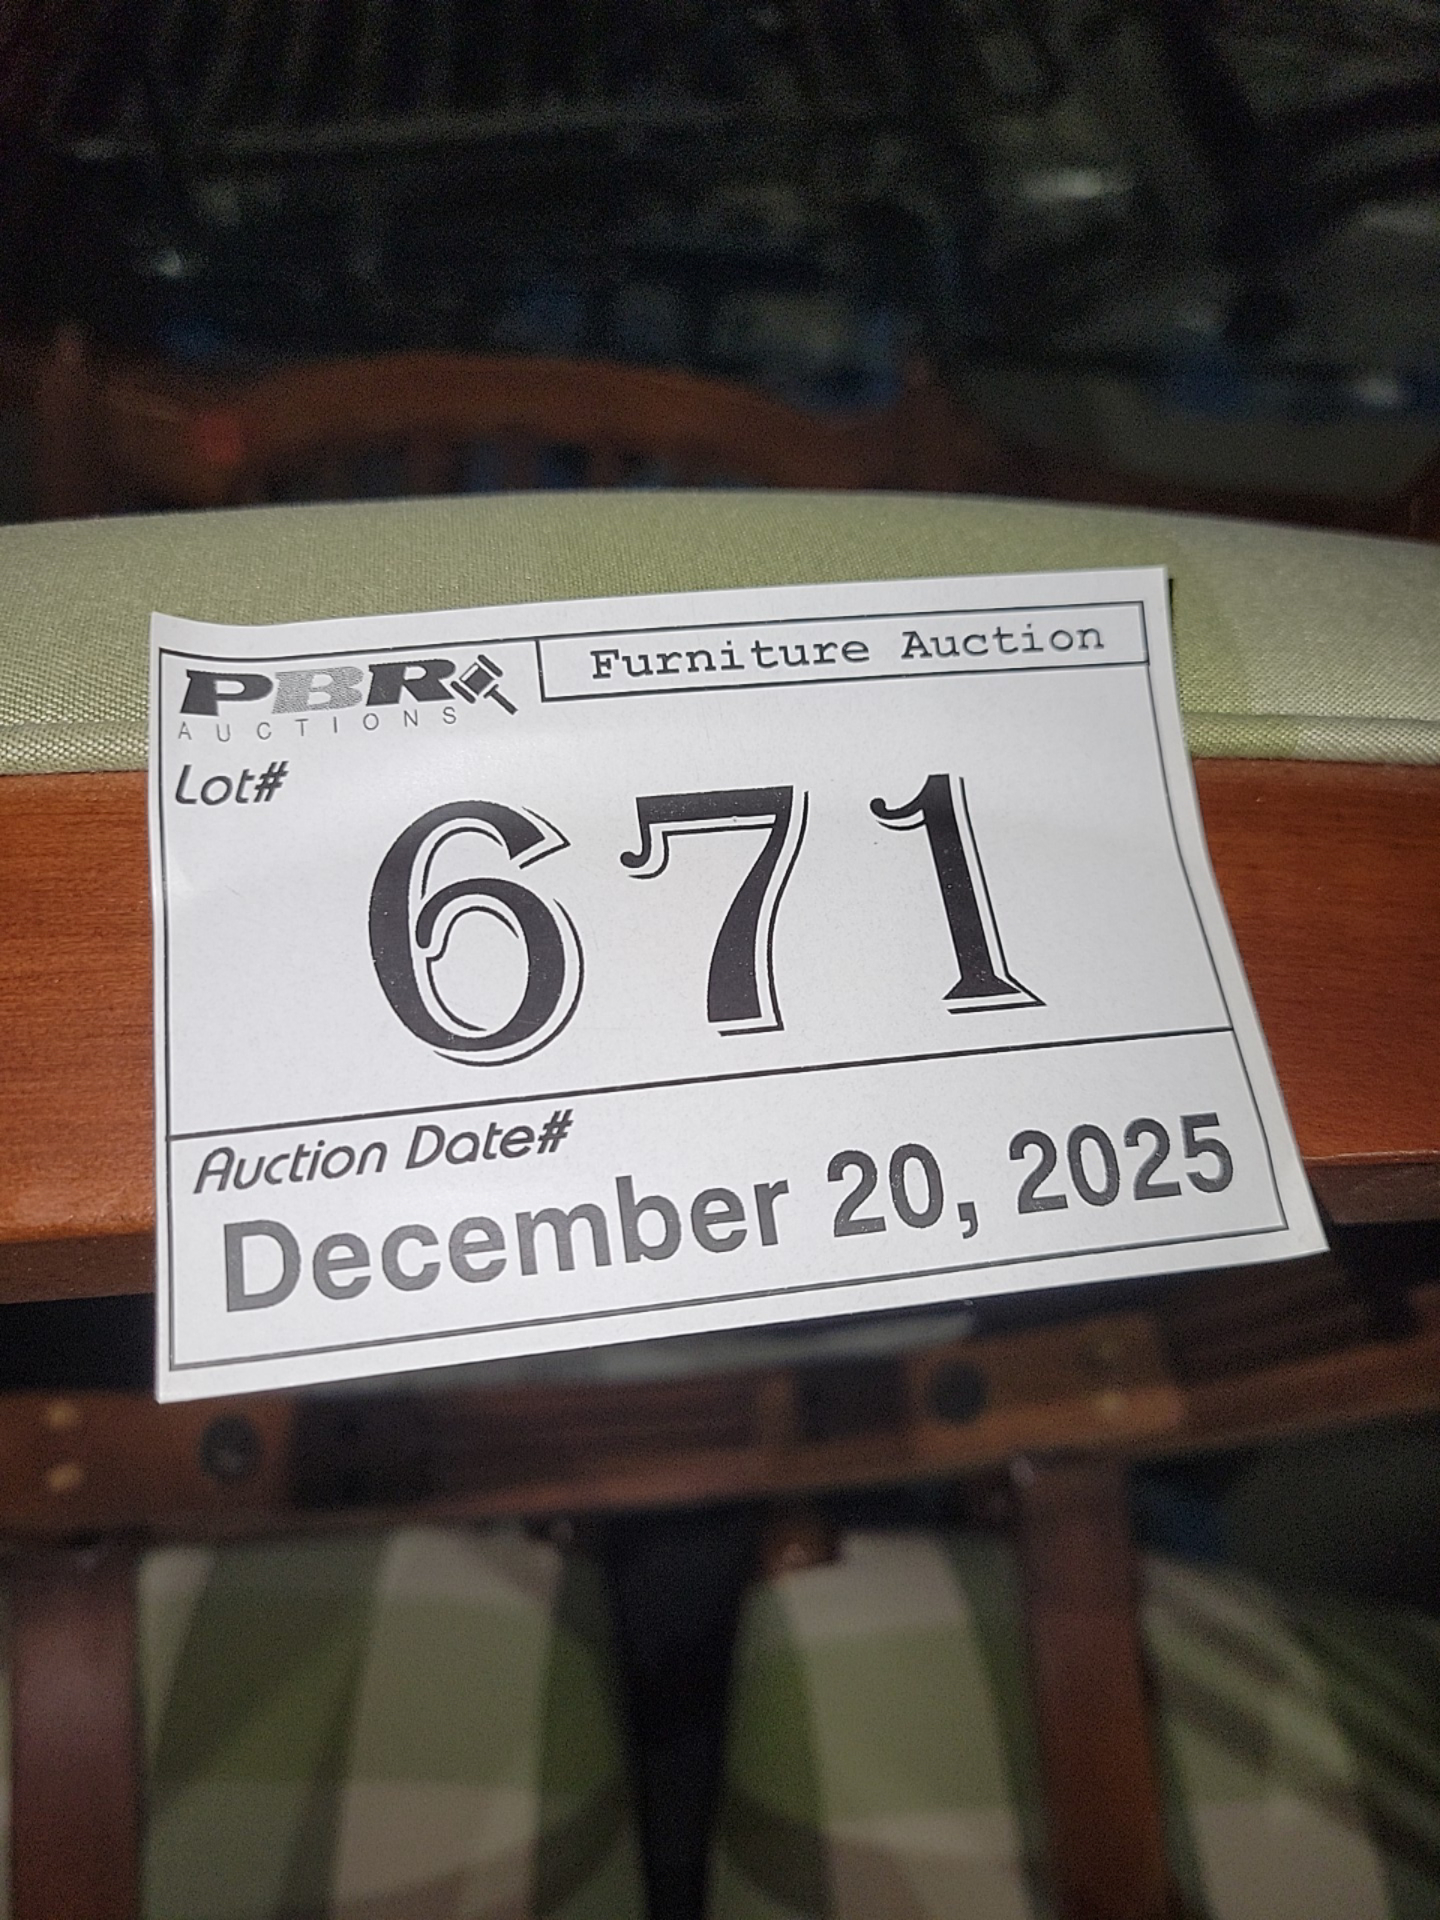 PBR
AUCTIONS
Furniture Auction
Lot#
671
Auction Date#
December 20, 2025